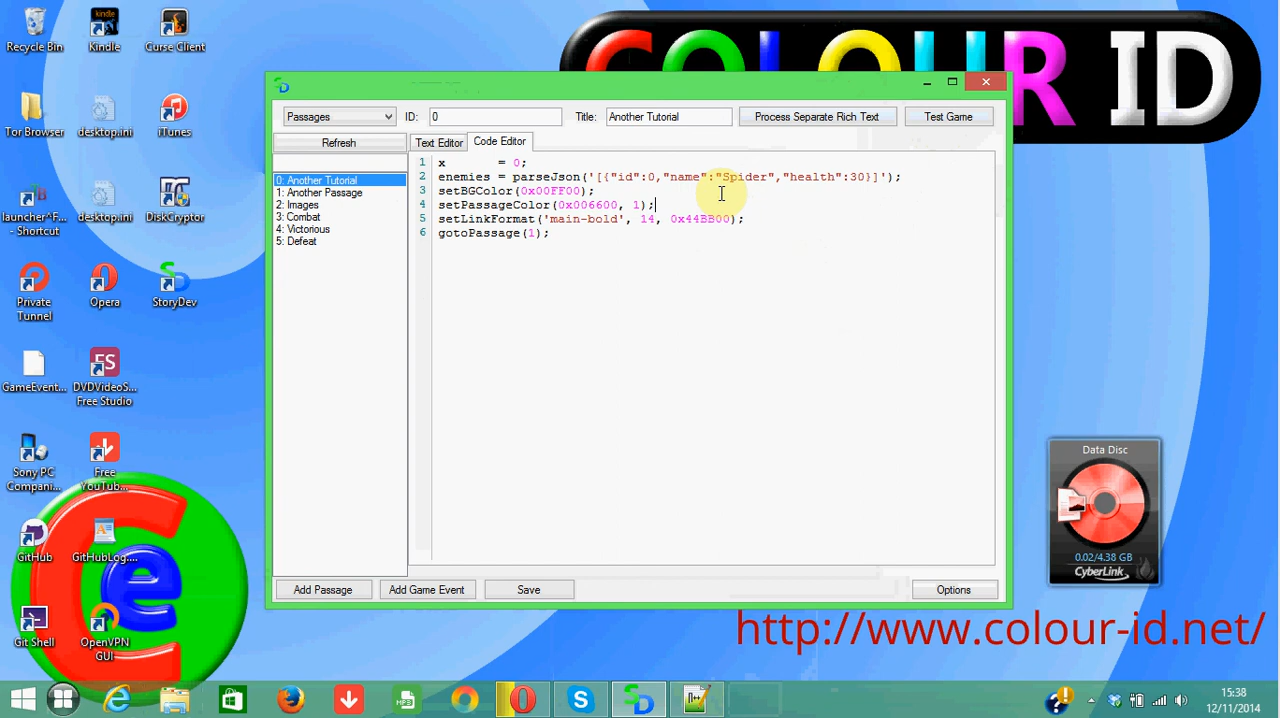 Recycle Bin
Kindle
kindle
Curse Client
COLOUR ID
Tor Browser
desktop.ini
iTunes
launcher^F...
- Shortcut
desktop.ini
DiskCryptor
Private
Tunnel
Opera
StoryDev
GameEvent...
FS
DVDVideoS...
Free Studio
Sony PC
Compani...
Free
YouTub...
GitHub
GitHubLog....
Git Shell
OpenVPN
GUI
Ce
Passages
ID:
0
Title:
Another Tutorial
Process Separate Rich Text
Test Game
Refresh
Text Editor
Code Editor
0: Another Tutorial
1: Another Passage
2: Images
3: Combat
4: Victorious
5: Defeat
1 x = 0;
2 enemies = parseJson('[{"id":0,"name":"Spider","health":30}]');
3 setBGColor(0x00FF00);
4 setPassageColor(0x006600, 1);
5 setLinkFormat('main-bold', 14, 0x44BB00);
6 gotoPassage(1);
Add Passage
Add Game Event
Save
Options
Data Disc
0.02/4.38 GB
CyberLink
http://www.colour-id.net/
MP3
15:38
12/11/2014